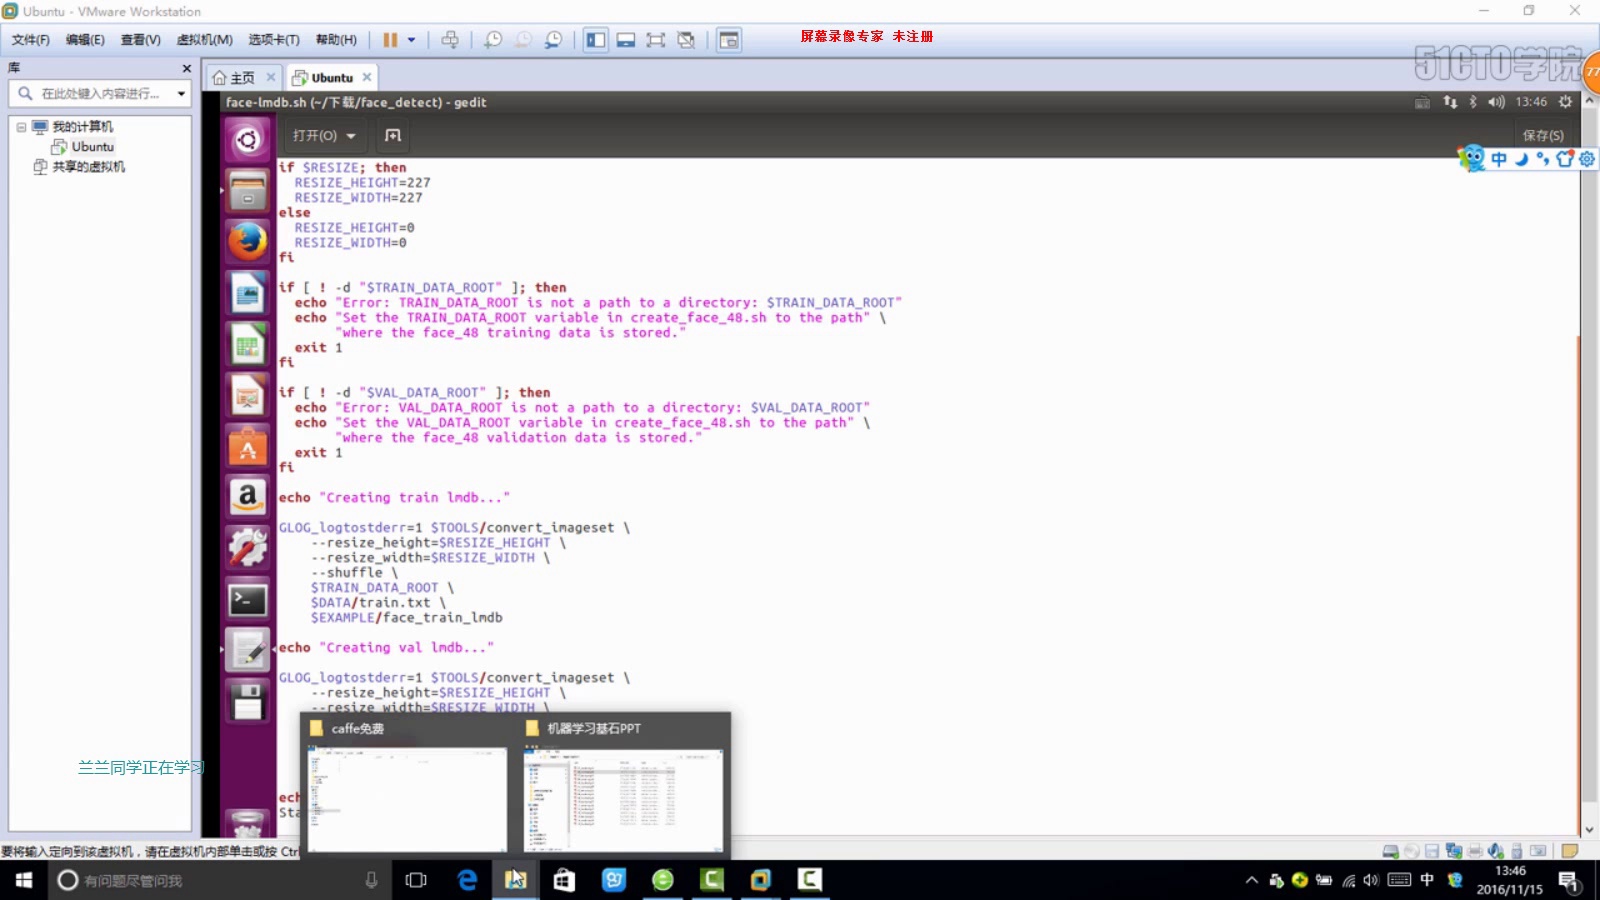 Ubuntu - VMware Workstation
文件(F) 编辑(E) 查看(V) 虚拟机(M) 选项卡(T) 帮助(H)
屏幕录像专家 未注册
51CTO学院
77
库
主页
Ubuntu
在此处键入内容进行...
我的计算机
Ubuntu
共享的虚拟机
face-lmdb.sh (~/下载/face_detect) - gedit
13:46
打开(O)
保存(S)
中
if $RESIZE; then
RESIZE_HEIGHT=227
RESIZE_WIDTH=227
else
RESIZE_HEIGHT=0
RESIZE_WIDTH=0
fi
if [ ! -d "$TRAIN_DATA_ROOT" ]; then
echo "Error: TRAIN_DATA_ROOT is not a path to a directory: $TRAIN_DATA_ROOT"
echo "Set the TRAIN_DATA_ROOT variable in create_face_48.sh to the path" \
"where the face_48 training data is stored."
exit 1
fi
if [ ! -d "$VAL_DATA_ROOT" ]; then
echo "Error: VAL_DATA_ROOT is not a path to a directory: $VAL_DATA_ROOT"
echo "Set the VAL_DATA_ROOT variable in create_face_48.sh to the path" \
"where the face_48 validation data is stored."
exit 1
fi
echo "Creating train lmdb..."
GLOG_logtostderr=1 $TOOLS/convert_imageset \
--resize_height=$RESIZE_HEIGHT \
--resize_width=$RESIZE_WIDTH \
--shuffle \
$TRAIN_DATA_ROOT \
$DATA/train.txt \
$EXAMPLE/face_train_lmdb
echo "Creating val lmdb..."
GLOG_logtostderr=1 $TOOLS/convert_imageset \
--resize_height=$RESIZE_HEIGHT \
--resize_width=$RESIZE_WIDTH \
caffe免费
机器学习基石PPT
兰兰同学正在学习
ech
Sta
要将输入定向到该虚拟机，请在虚拟机内部单击或按 Ctrl
有问题尽管问我
中
13:46
2016/11/15
1